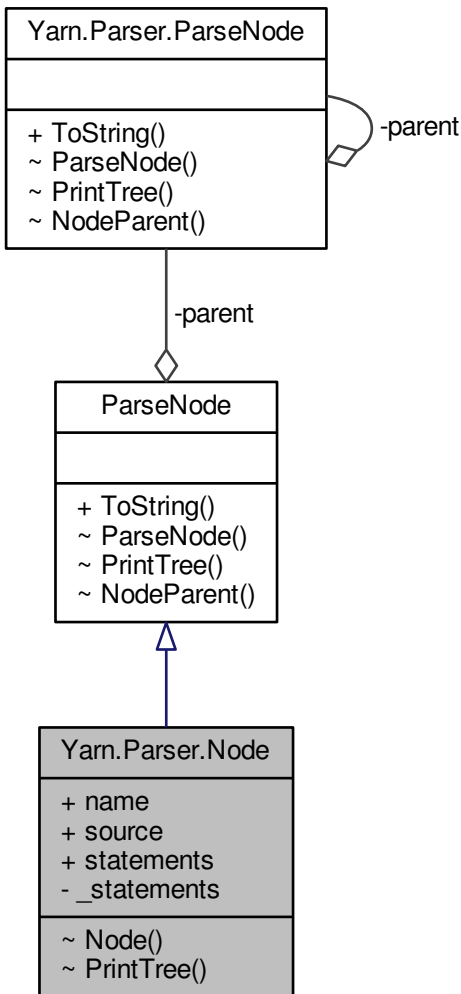 Yarn.Parser.ParseNode
+ ToString()
~ ParseNode()
~ PrintTree()
~ NodeParent()
-parent
-parent
ParseNode
+ ToString()
~ ParseNode()
~ PrintTree()
~ NodeParent()
Yarn.Parser.Node
+ name
+ source
+ statements
- _statements
~ Node()
~ PrintTree()